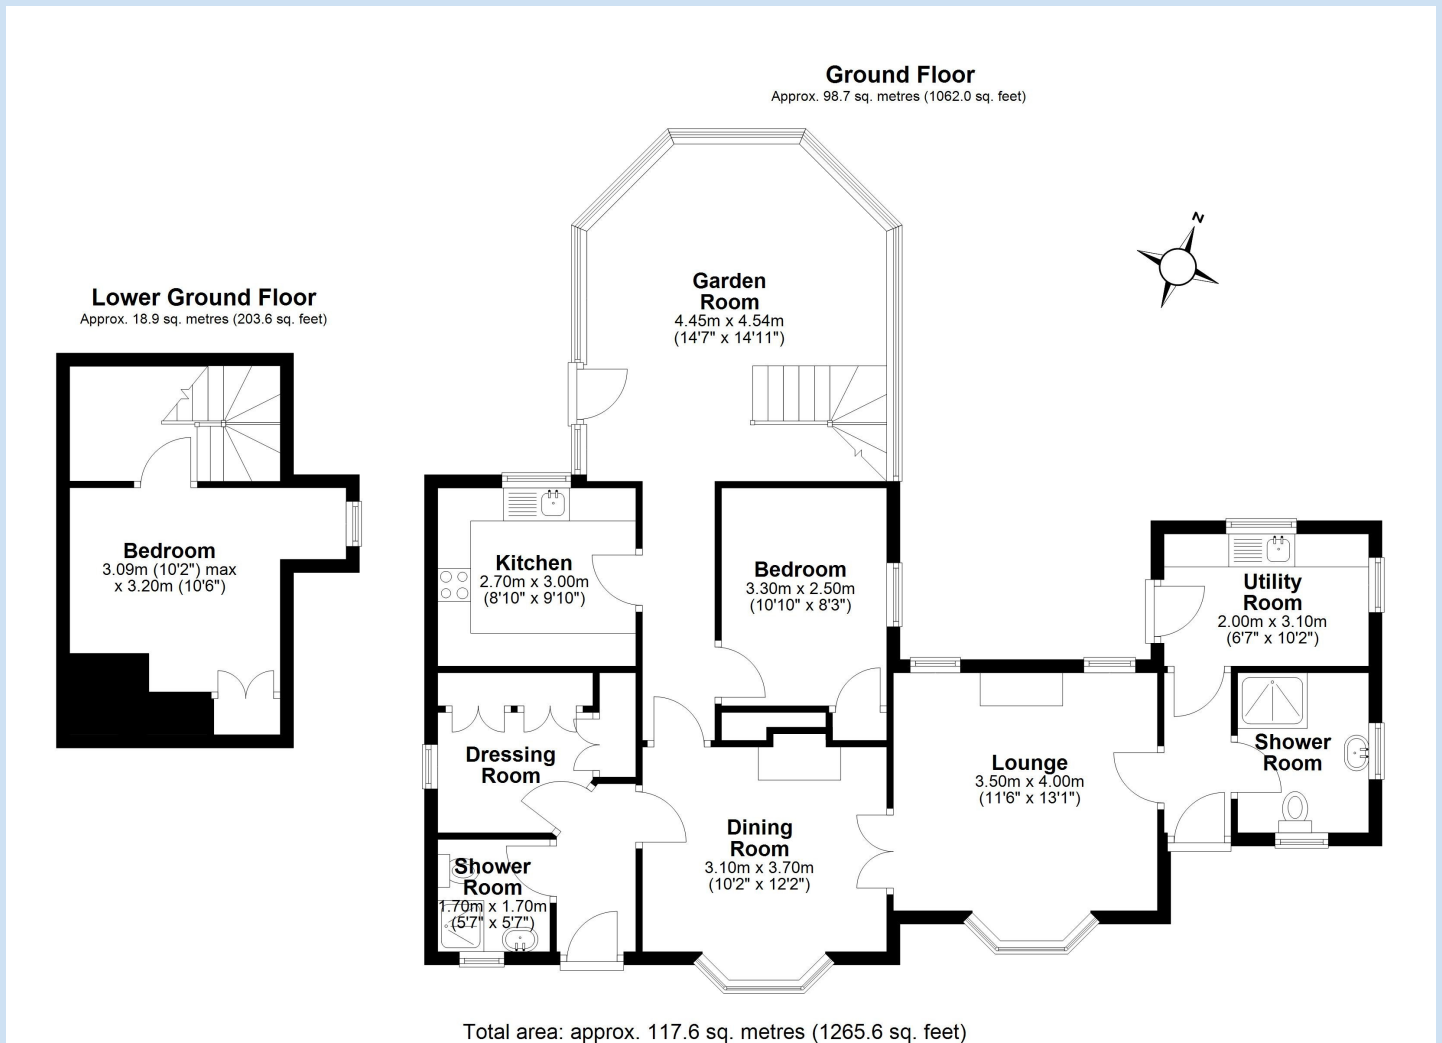 Ground Floor
Approx. 98.7 sq. metres (1062.0 sq. feet)
N
Garden
Room
4.45m x 4.54m
(14'7" x 14'11")
Lower Ground Floor
Approx. 18.9 sq. metres (203.6 sq. feet)
Bedroom
3.09m (10'2") max
x 3.20m (10'6")
Kitchen
2.70m x 3.00m
(8'10" x 9'10")
Bedroom
3.30m x 2.50m
(10'10" x 8'3")
Utility
Room
2.00m x 3.10m
(6'7" x 10'2")
Dressing
Room
Lounge
3.50m x 4.00m
(11'6" x 13'1")
Shower
Room
Dining
Room
3.10m x 3.70m
(10'2" x 12'2")
Shower
Room
1.70m x 1.70m
(5'7" x 5'7")
Total area: approx. 117.6 sq. metres (1265.6 sq. feet)